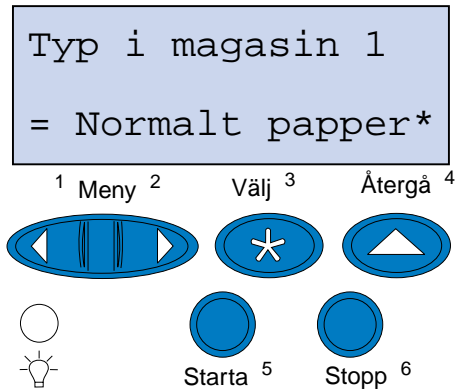 Typ i magasin 1
= Normalt papper*
1 Meny 2 Välj 3 Återgå 4
Starta 5 Stopp 6